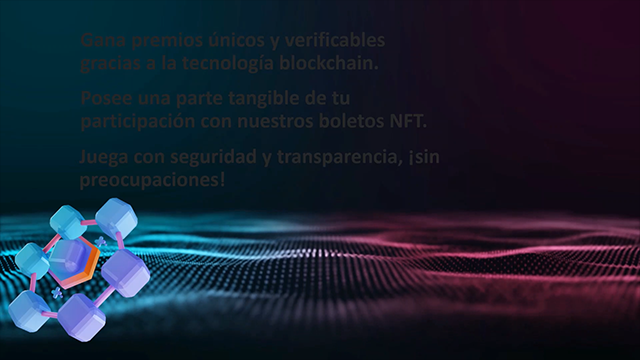 Gana premios únicos y verificables
gracias a la tecnología blockchain.
Posee una parte tangible de tu
participación con nuestros boletos NFT.
Juega con seguridad y transparencia, ¡sin
preocupaciones!